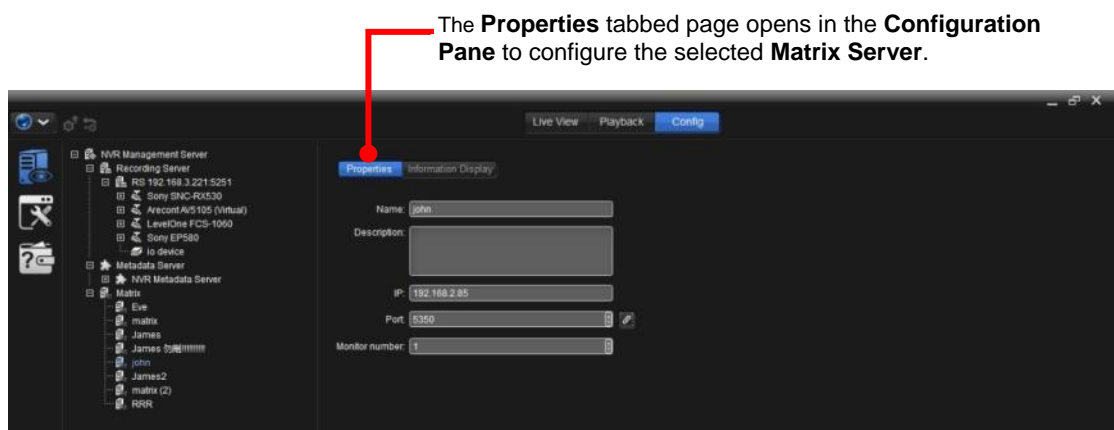 The Properties tabbed page opens in the Configuration
Pane to configure the selected Matrix Server.
Live View Playback Config
NVR Management Server
Recording Server
RS 192.168.3.221:5251
Sony SNC-RX530
Arecont AV5105 (Virtual)
LevelOne FCS-1060
Sony EP580
io device
Metadata Server
NVR Metadata Server
Matrix
Eve
matrix
James
James 勿刪!!!!!!!!!
john
James2
matrix (2)
RRR
Properties Information Display
Name: john
Description:
IP: 192.168.2.85
Port: 5350
Monitor number: 1